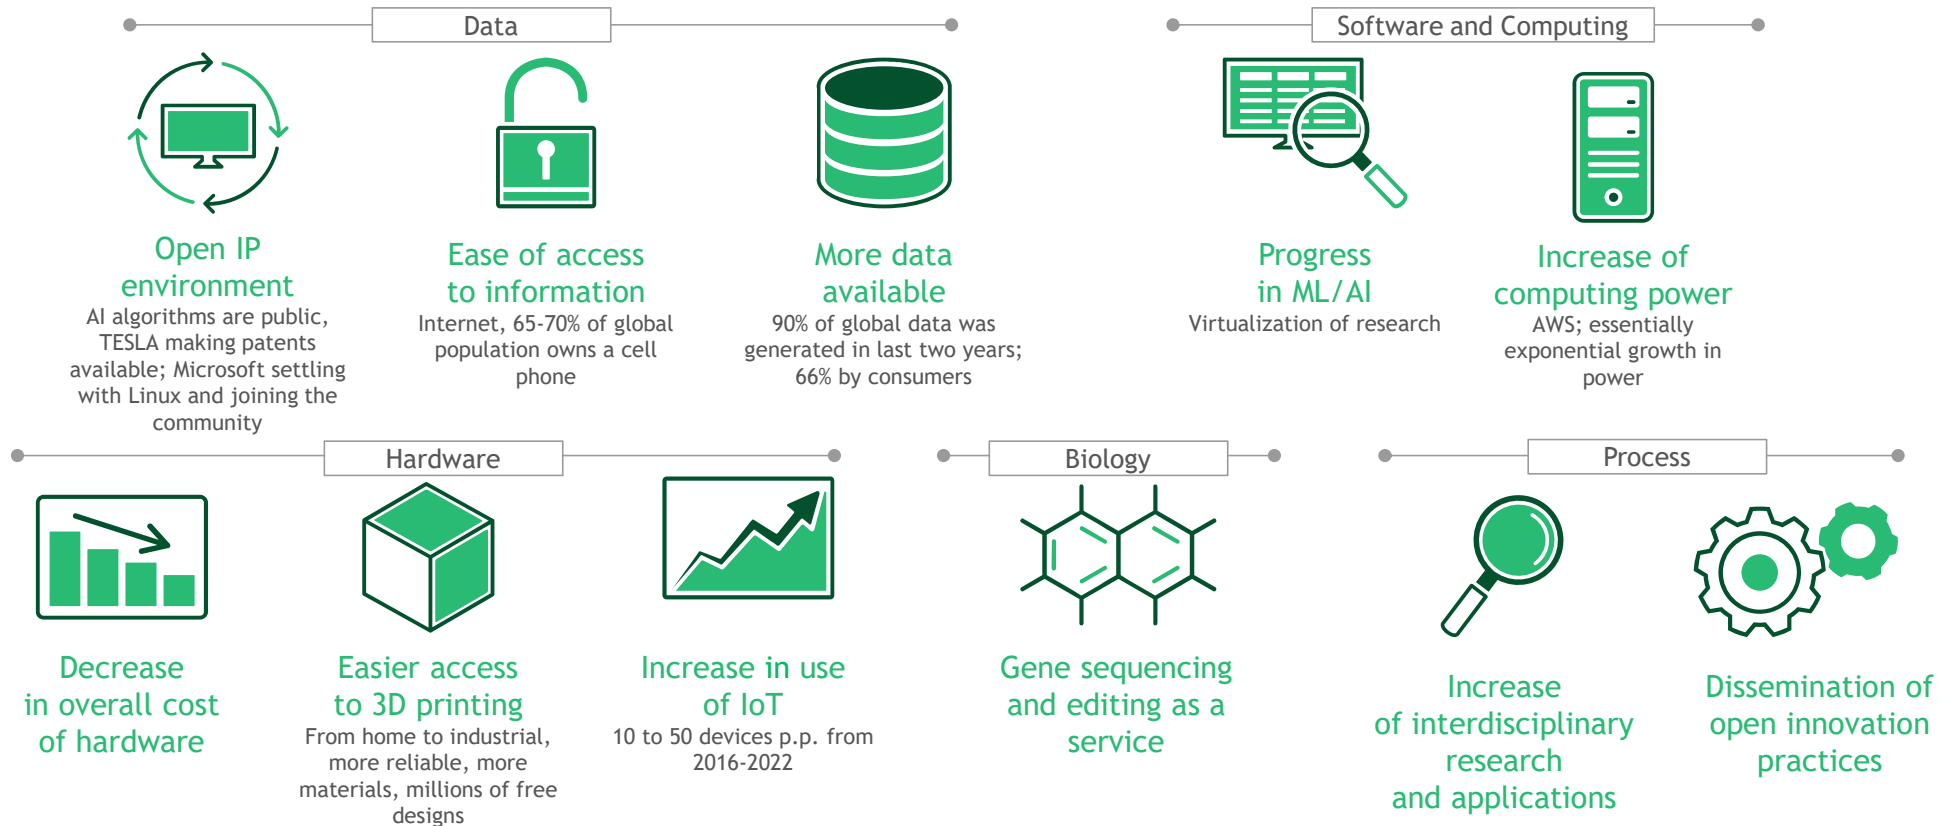 Data
Open IP
environment
AI algorithms are public,
TESLA making patents
available; Microsoft settling
with Linux and joining the
community
Ease of access
to information
Internet, 65-70% of global
population owns a cell
phone
More data
available
90% of global data was
generated in last two years;
66% by consumers
Software and Computing
Progress
in ML/AI
Virtualization of research
Increase of
computing power
AWS; essentially
exponential growth in
power
Hardware
Decrease
in overall cost
of hardware
Easier access
to 3D printing
From home to industrial,
more reliable, more
materials, millions of free
designs
Increase in use
of IoT
10 to 50 devices p.p. from
2016-2022
Biology
Gene sequencing
and editing as a
service
Process
Increase
of interdisciplinary
research
and applications
Dissemination of
open innovation
practices